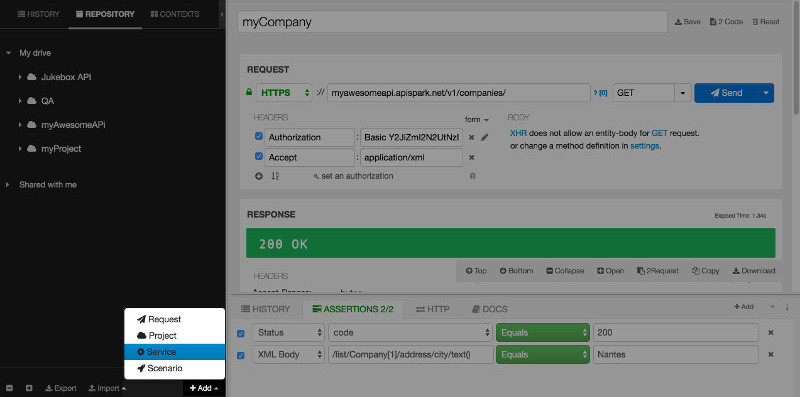 HISTORY REPOSITORY CONTEXTS
My drive
Jukebox API
QA
myAwesomeAPi
myProject
Shared with me
Request
Project
Service
Scenario
Export Import Add
myCompany
Save 2 Code Reset
REQUEST
HTTPS :// myawesomeapi.apispark.net/v1/companies/ ? [0] GET Send
HEADERS form
Authorization : Basic Y2JiZmI2N2UtNzI
Accept : application/xml
set an authorization
BODY
XHR does not allow an entity-body for GET request.
or change a method definition in settings.
RESPONSE Elapsed Time: 1.34s
200 OK
HEADERS
Top Bottom Collapse Open 2Request Copy Download
HISTORY ASSERTIONS 2/2 HTTP DOCS Add
Status code Equals 200
XML Body /list/Company[1]/address/city/text() Equals Nantes